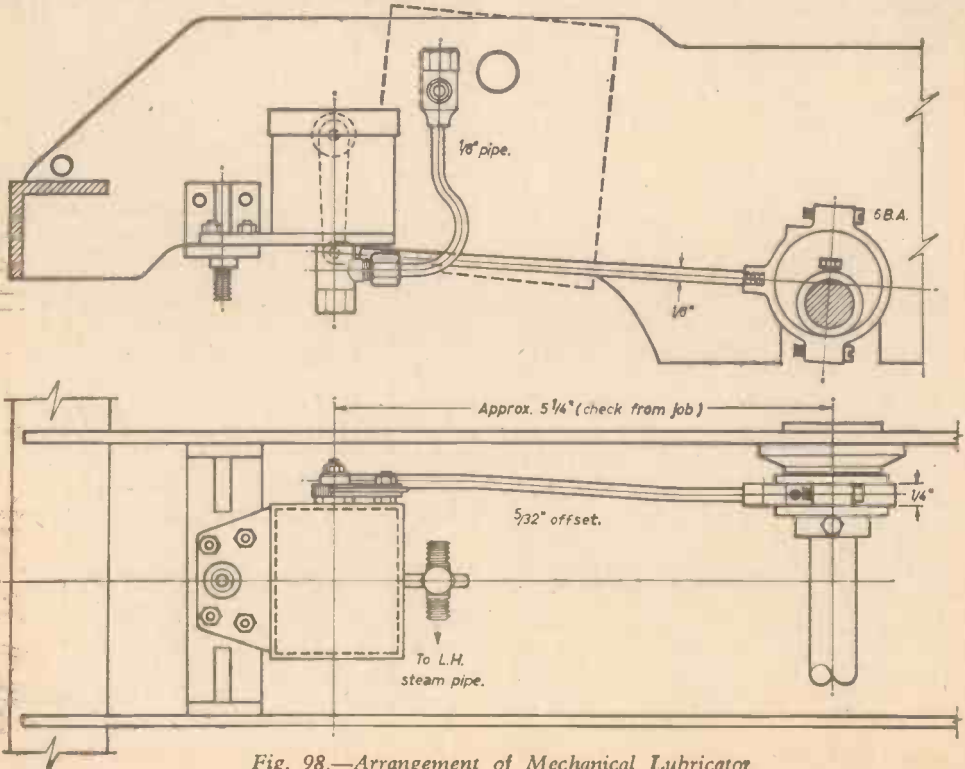 1/8" pipe.
6 B.A.
1/8"
Approx. 5 1/4" (check from job)
1/4"
5/32" offset.
To L.H.
steam pipe.
Fig. 98.—Arrangement of Mechanical Lubricator